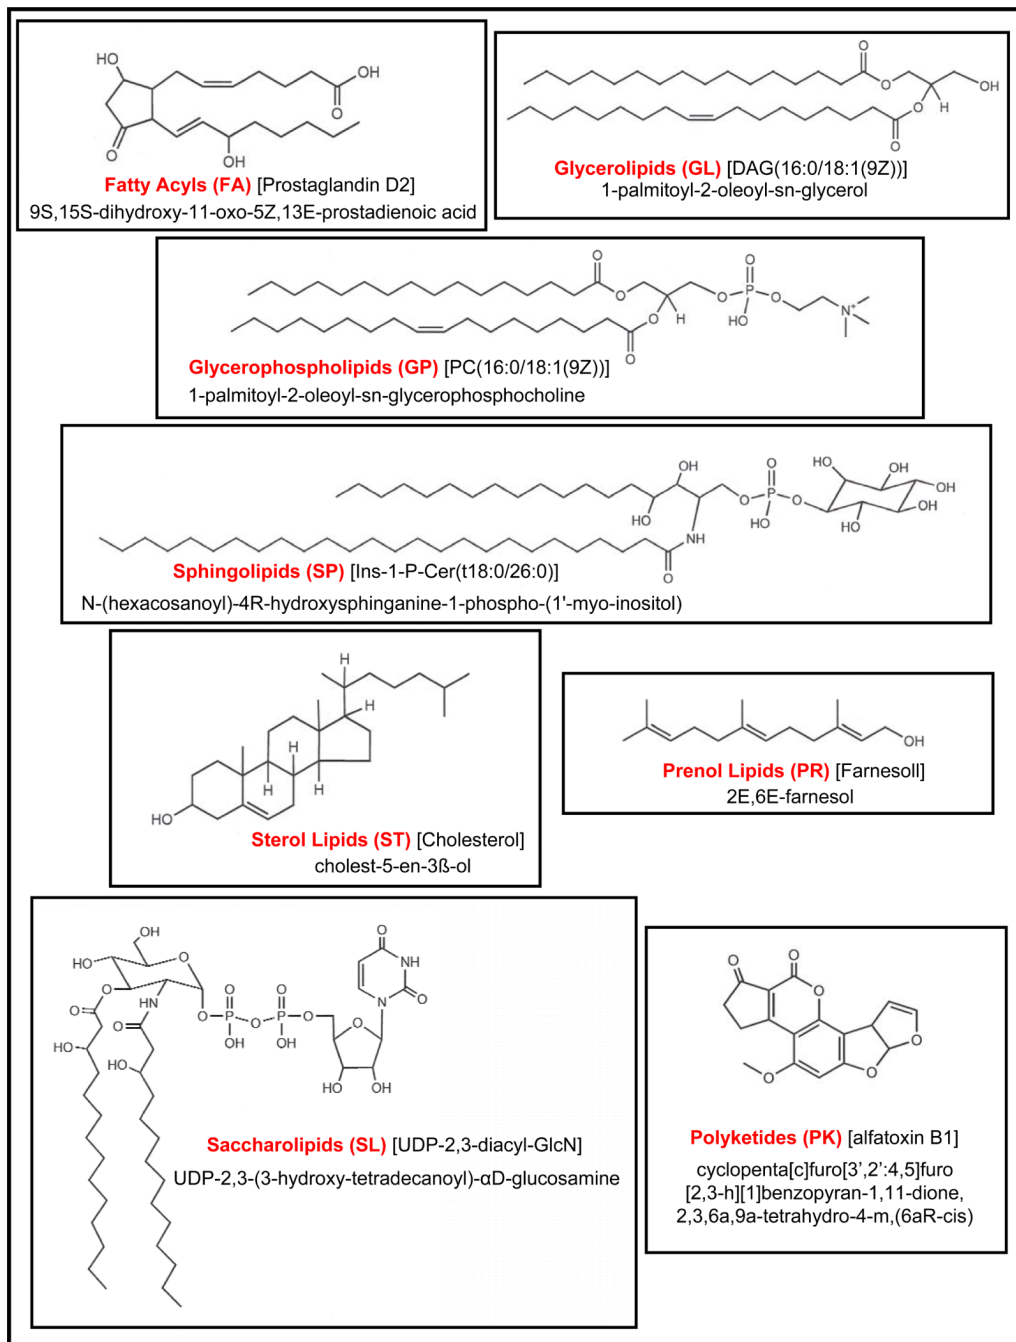 HO
OH
O
O
OH
Fatty Acyls (FA) [Prostaglandin D2]
9S,15S-dihydroxy-11-oxo-5Z,13E-prostadienoic acid
O
O
OH
O
H
O
Glycerolipids (GL) [DAG(16:0/18:1(9Z))]
1-palmitoyl-2-oleoyl-sn-glycerol
O
O
O
O
P
O
N+
HO
O
H
O
Glycerophospholipids (GP) [PC(16:0/18:1(9Z))]
1-palmitoyl-2-oleoyl-sn-glycerophosphocholine
OH
O
HO
OH
OH
O
P
O
OH
HO
HO
HO
OH
NH
O
Sphingolipids (SP) [Ins-1-P-Cer(t18:0/26:0)]
N-(hexacosanoyl)-4R-hydroxysphinganine-1-phospho-(1'-myo-inositol)
H
H
H
H
H
HO
Sterol Lipids (ST) [Cholesterol]
cholest-5-en-3ß-ol
OH
Prenol Lipids (PR) [Farnesoll]
2E,6E-farnesol
OH
HO
O
O
NH
O
HN
O
O
O
O
O
P
O
P
O
N
O
OH
OH
O
HO
HO
HO
OH
Saccharolipids (SL) [UDP-2,3-diacyl-GlcN]
UDP-2,3-(3-hydroxy-tetradecanoyl)-αD-glucosamine
O
O
O
O
O
O
Polyketides (PK) [alfatoxin B1]
cyclopenta[c]furo[3',2':4,5]furo
[2,3-h][1]benzopyran-1,11-dione,
2,3,6a,9a-tetrahydro-4-m,(6aR-cis)